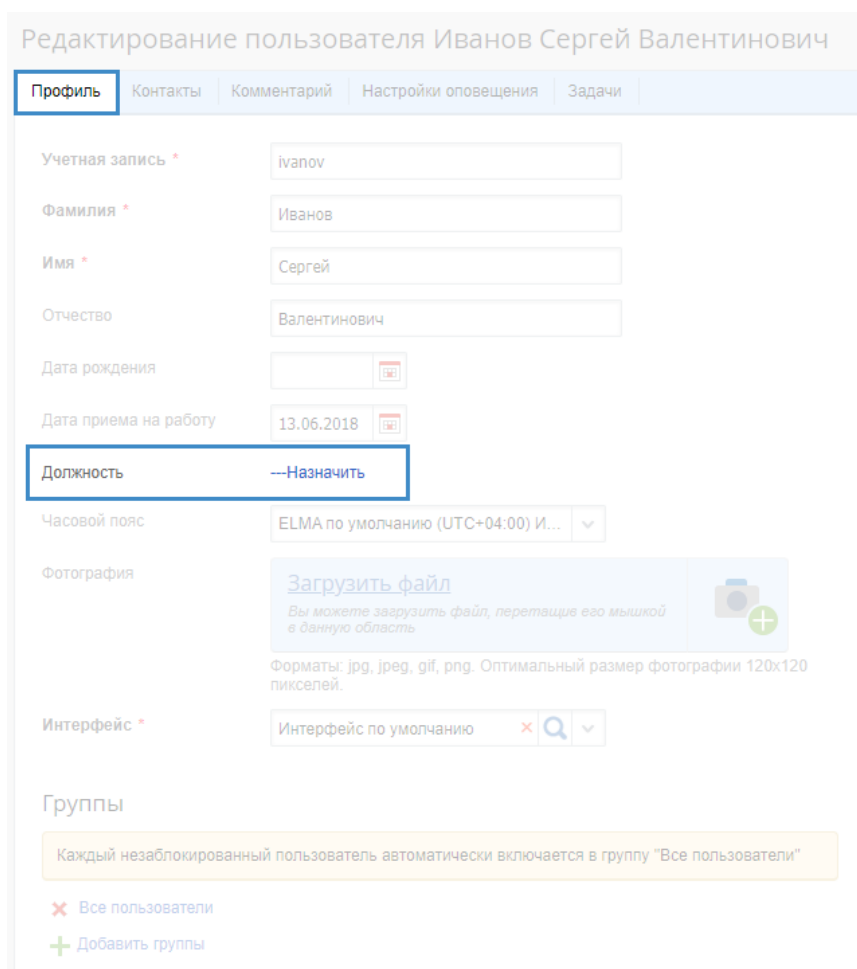 Редактирование пользователя Иванов Сергей Валентинович
Профиль Контакты Комментарий Настройки оповещения Задачи
Учетная запись * ivanov
Фамилия * Иванов
Имя * Сергей
Отчество Валентинович
Дата рождения
Дата приема на работу 13.06.2018
Должность ---Назначить
Часовой пояс ELMA по умолчанию (UTC+04:00) И...
Фотография Загрузить файл
Вы можете загрузить файл, перетащив его мышкой
в данную область
Форматы: jpg, jpeg, gif, png. Оптимальный размер фотографии 120x120
пикселей.
Интерфейс * Интерфейс по умолчанию
Группы
Каждый незаблокированный пользователь автоматически включается в группу "Все пользователи"
Все пользователи
Добавить группы